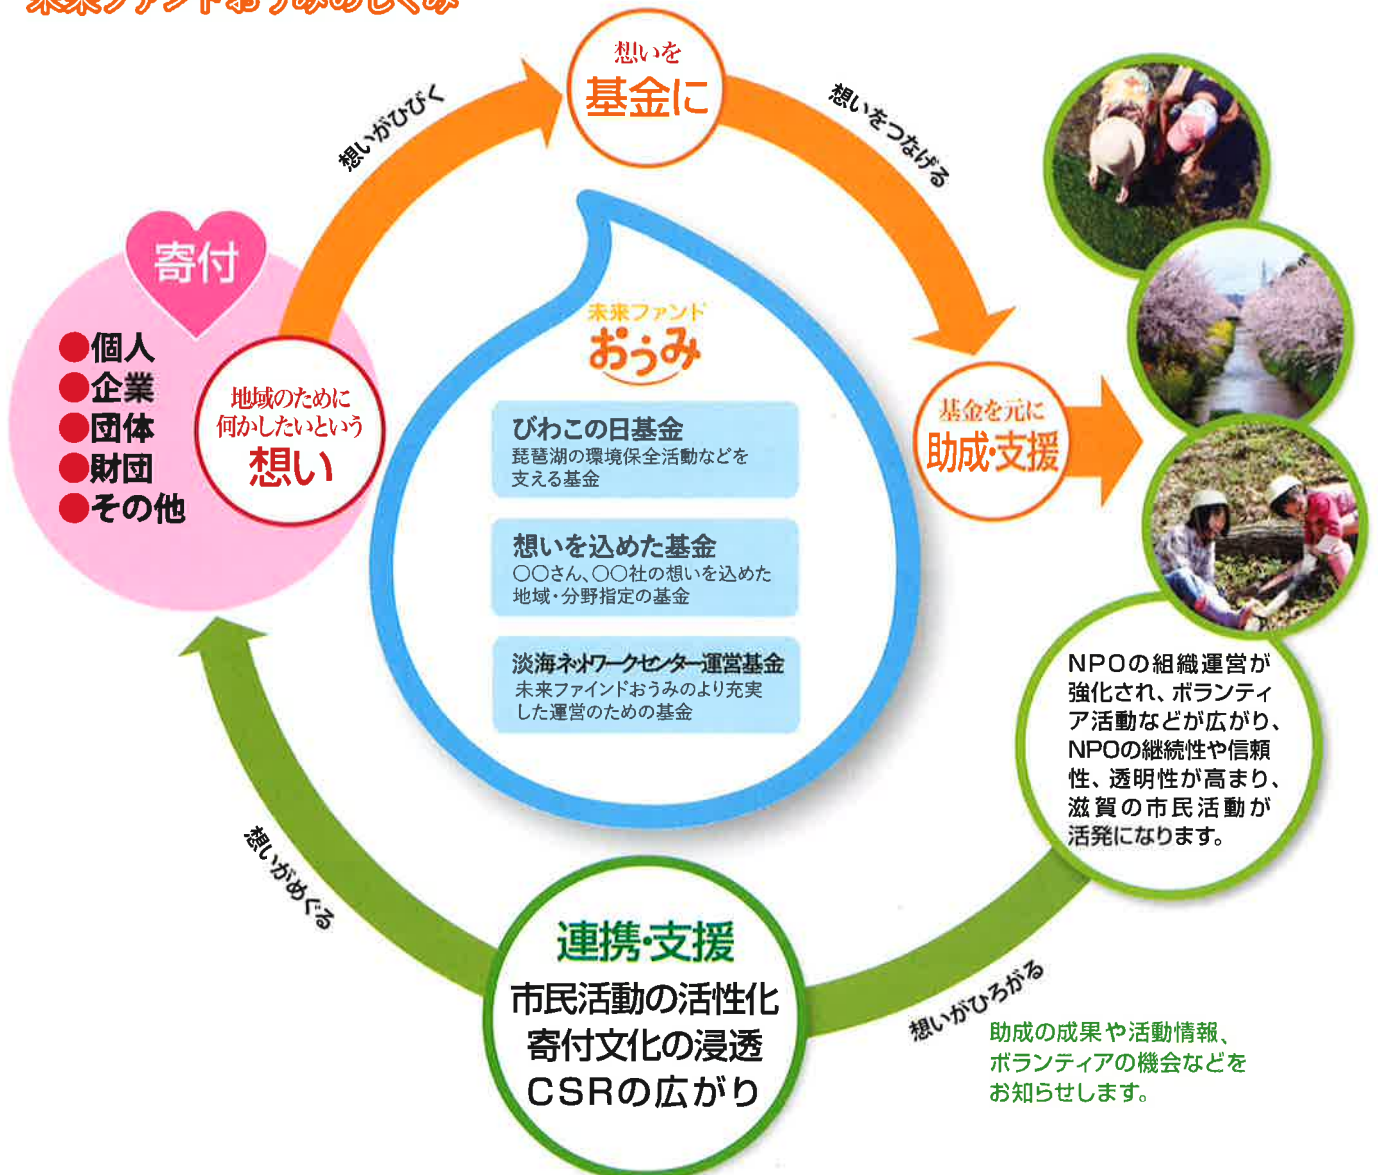 未来ファンドおうみのしくみ
想いを
基金に
想いがひびく
想いをつなげる
寄付
●個人
●企業
●団体
●財団
●その他
地域のために
何かしたいという
想い
未来ファンド
おうみ
びわこの日基金
琵琶湖の環境保全活動などを
支える基金
想いを込めた基金
〇〇さん、〇〇社の想いを込めた
地域・分野指定の基金
淡海ネットワークセンター運営基金
未来ファインドおうみのより充実
した運営のための基金
基金を元に
助成・支援
NPOの組織運営が
強化され、ボランティ
ア活動などが広がり、
NPOの継続性や信頼
性、透明性が高まり、
滋賀の市民活動が
活発になります。
想いがひろがる
助成の成果や活動情報、
ボランティアの機会などを
お知らせします。
連携・支援
市民活動の活性化
寄付文化の浸透
CSRの広がり
想いがめぐる